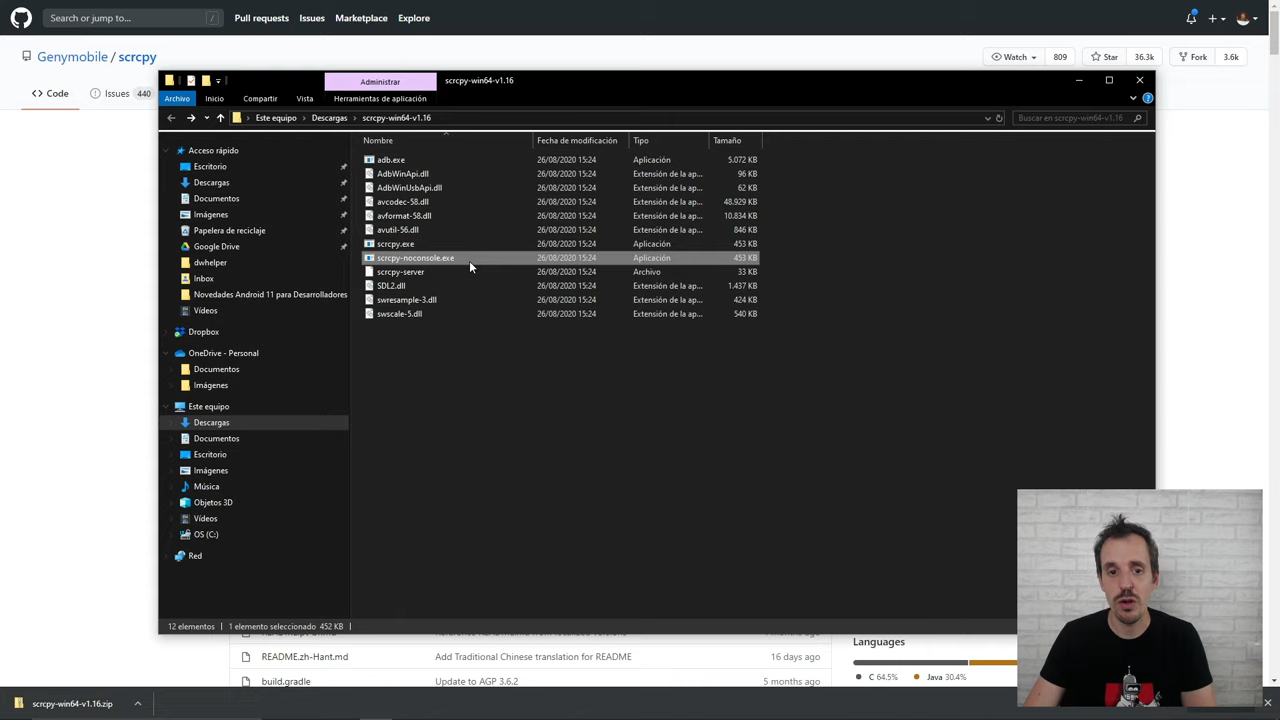 Search or jump to...
/
Pull requests
Issues
Marketplace
Explore
Genymobile / scrcpy
Watch
809
Star
36.3k
Fork
3.6k
Code
Issues
440
Administrar
scrcpy-win64-v1.16
Archivo
Inicio
Compartir
Vista
Herramientas de aplicación
Este equipo
Descargas
scrcpy-win64-v1.16
Buscar en scrcpy-win64-v1.16
Nombre
Fecha de modificación
Tipo
Tamaño
Acceso rápido
Escritorio
Descargas
Documentos
Imágenes
Papelera de reciclaje
Google Drive
dwhelper
Inbox
Novedades Android 11 para Desarrolladores
Vídeos
Dropbox
OneDrive - Personal
Documentos
Imágenes
Este equipo
Descargas
Documentos
Escritorio
Imágenes
Música
Objetos 3D
Vídeos
OS (C:)
Red
adb.exe 26/08/2020 15:24 Aplicación 5.072 KB
AdbWinApi.dll 26/08/2020 15:24 Extensión de la ap... 96 KB
AdbWinUsbApi.dll 26/08/2020 15:24 Extensión de la ap... 62 KB
avcodec-58.dll 26/08/2020 15:24 Extensión de la ap... 48.929 KB
avformat-58.dll 26/08/2020 15:24 Extensión de la ap... 10.834 KB
avutil-56.dll 26/08/2020 15:24 Extensión de la ap... 846 KB
scrcpy.exe 26/08/2020 15:24 Aplicación 453 KB
scrcpy-noconsole.exe 26/08/2020 15:24 Aplicación 453 KB
scrcpy-server 26/08/2020 15:24 Archivo 33 KB
SDL2.dll 26/08/2020 15:24 Extensión de la ap... 1.437 KB
swresample-3.dll 26/08/2020 15:24 Extensión de la ap... 424 KB
swscale-5.dll 26/08/2020 15:24 Extensión de la ap... 540 KB
12 elementos
1 elemento seleccionado 452 KB
README.zh-Hant.md Add Traditional Chinese translation for README 16 days ago
build.gradle Update to AGP 3.6.2 5 months ago
Languages
C 64.5%
Java 30.4%
scrcpy-win64-v1.16.zip